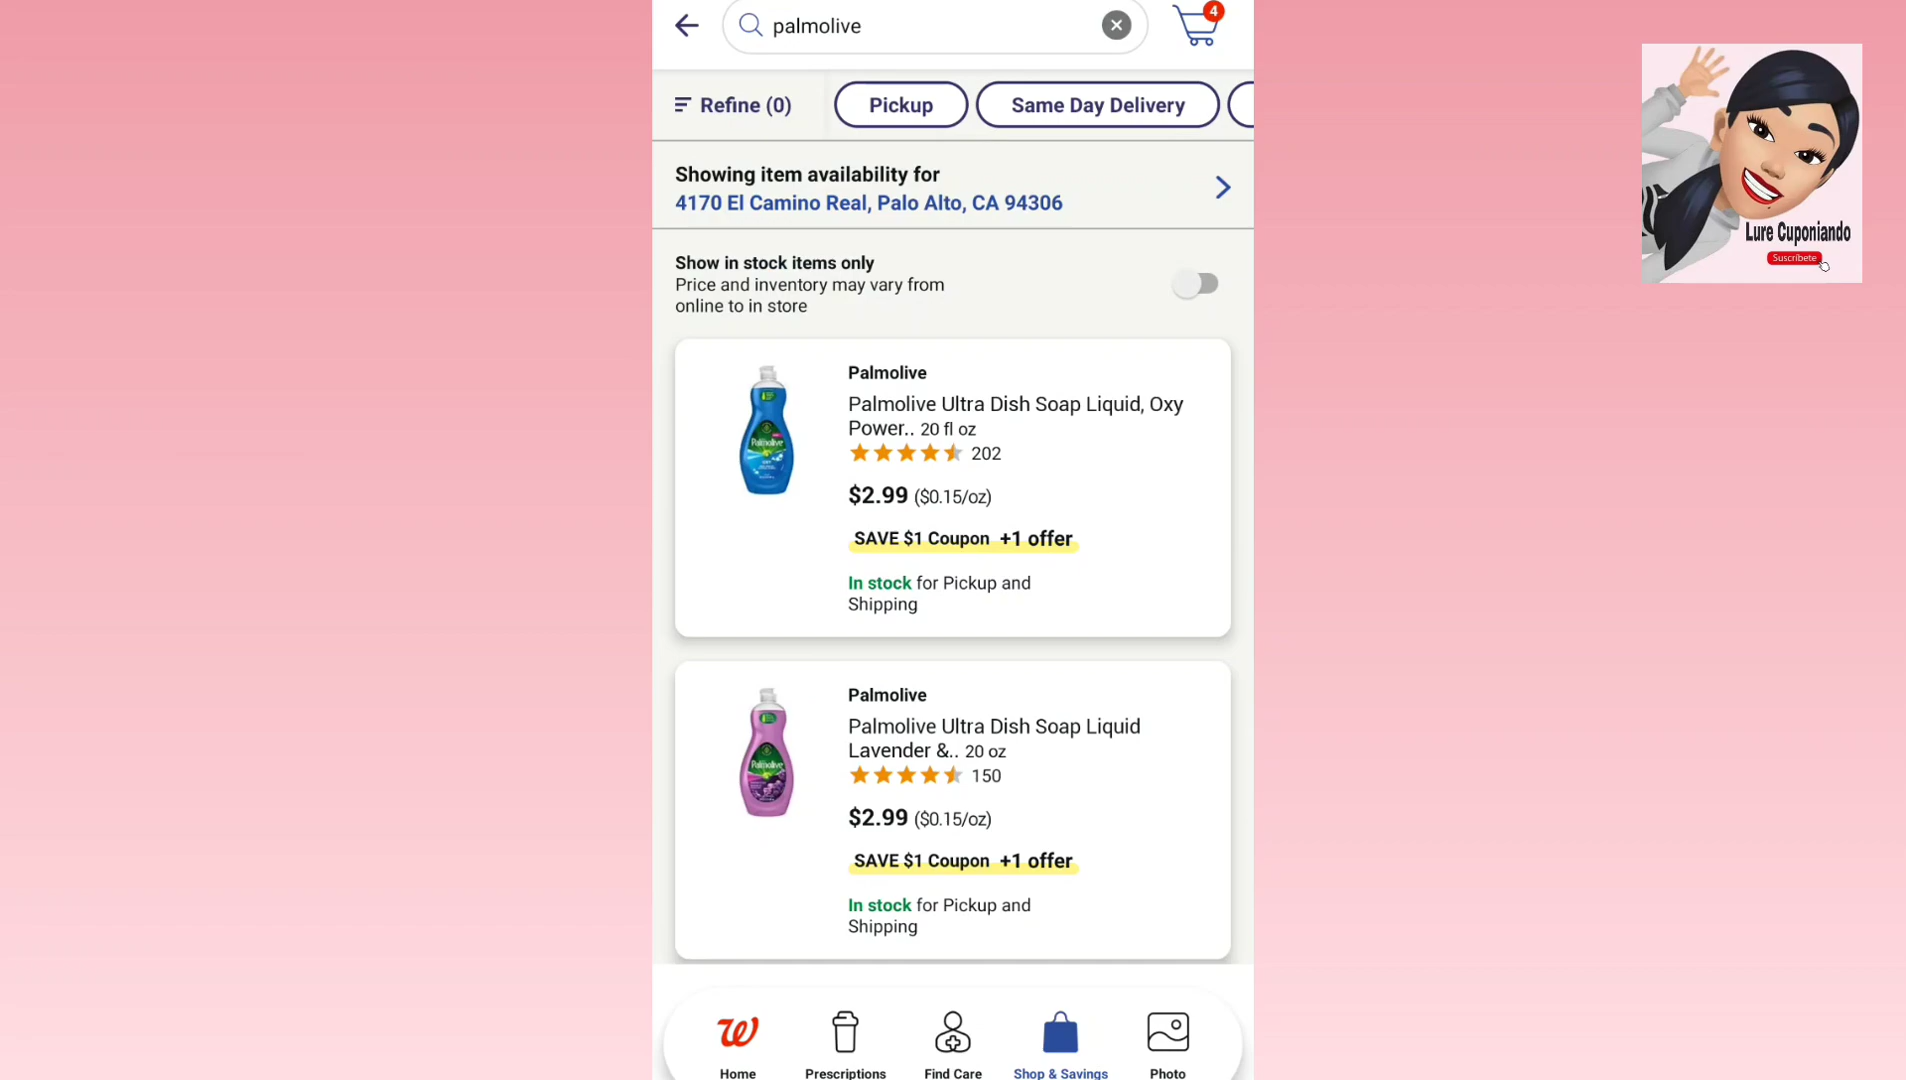 palmolive
4
Refine (0)
Pickup
Same Day Delivery
Showing item availability for
4170 El Camino Real, Palo Alto, CA 94306
Show in stock items only
Price and inventory may vary from
online to in store
Palmolive
Palmolive Ultra Dish Soap Liquid, Oxy
Power.. 20 fl oz
202
$2.99 ($0.15/oz)
SAVE $1 Coupon +1 offer
In stock for Pickup and
Shipping
Palmolive
Palmolive
Palmolive Ultra Dish Soap Liquid
Lavender &.. 20 oz
150
$2.99 ($0.15/oz)
SAVE $1 Coupon +1 offer
In stock for Pickup and
Shipping
Palmolive
Home
Prescriptions
Find Care
Shop & Savings
Photo
Lure Cuponiando
Suscríbete